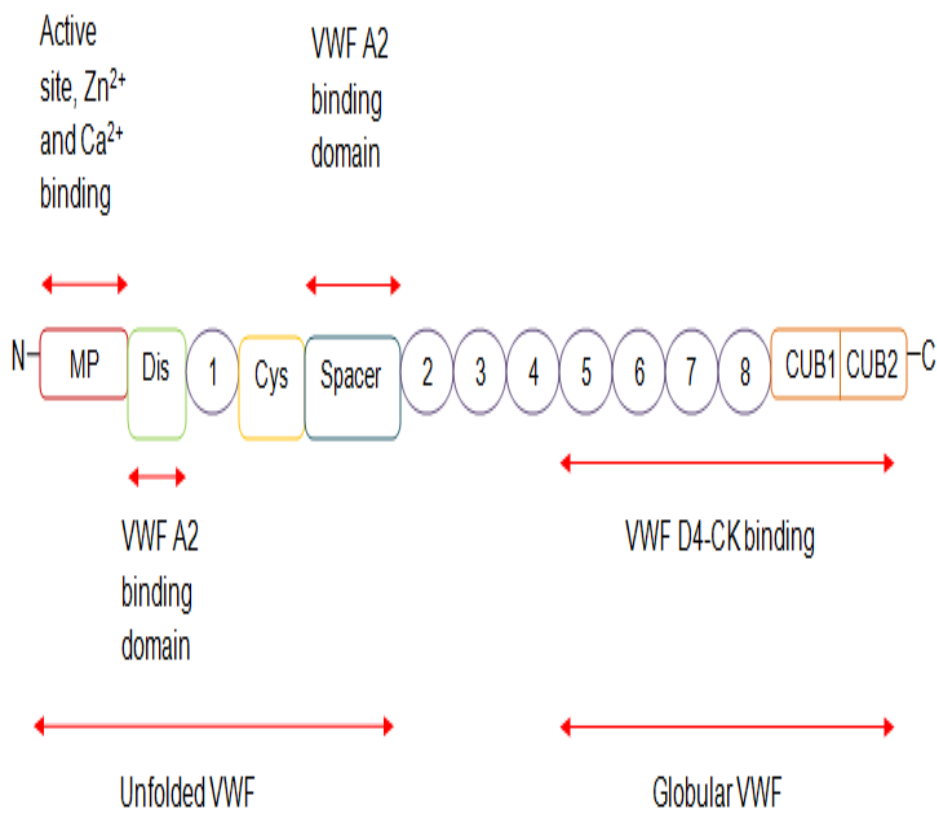 Active
site, Zn²⁺
and Ca²⁺
binding
VWF A2
binding
domain
N MP Dis 1 Cys Spacer 2 3 4 5 6 7 8 CUB1 CUB2 C
VWF A2
binding
domain
VWF D4-CK binding
Unfolded VWF
Globular VWF